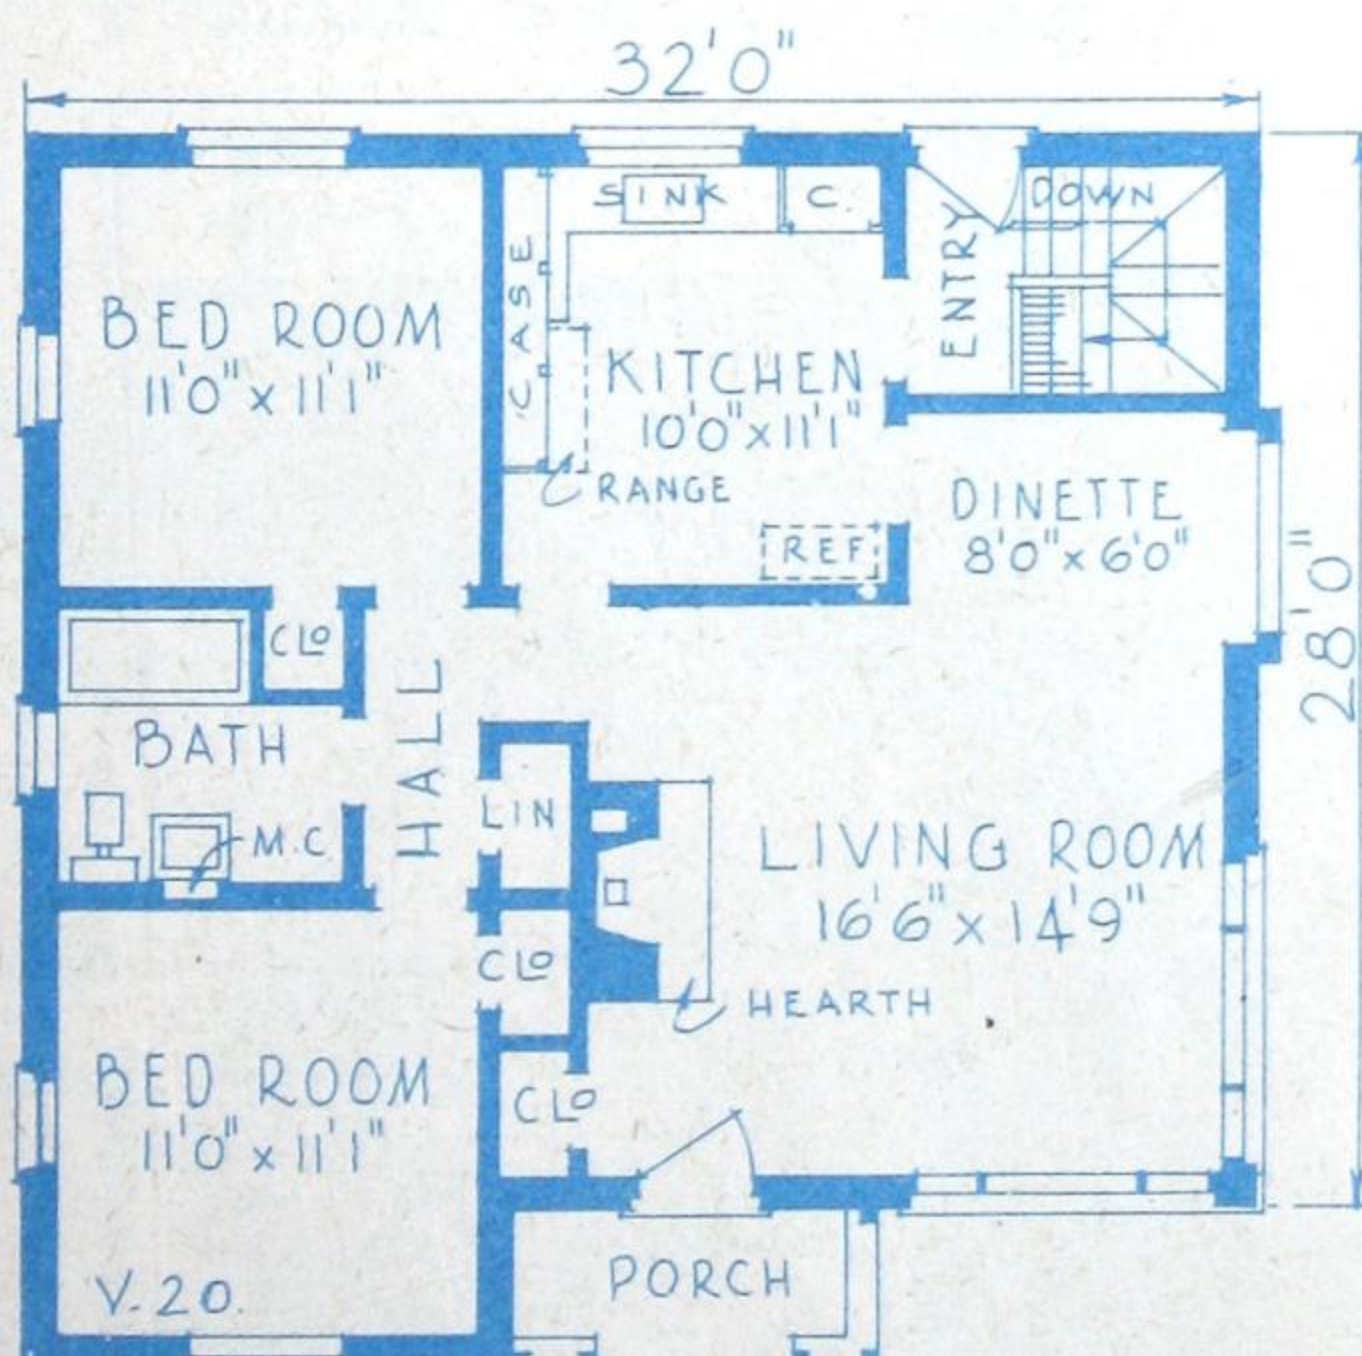 32'0"
SINK
C.
DOWN
ENTRY
CASE
BED ROOM
11'0" x 11'1"
KITCHEN
10'0" x 11'1"
RANGE
REF
DINETTE
8'0" x 6'0"
28'0"
CLO
BATH
HALL
M.C.
LIN
LIVING ROOM
16'6" x 14'9"
CLO
HEARTH
BED ROOM
11'0" x 11'1"
CLO
PORCH
V-20.